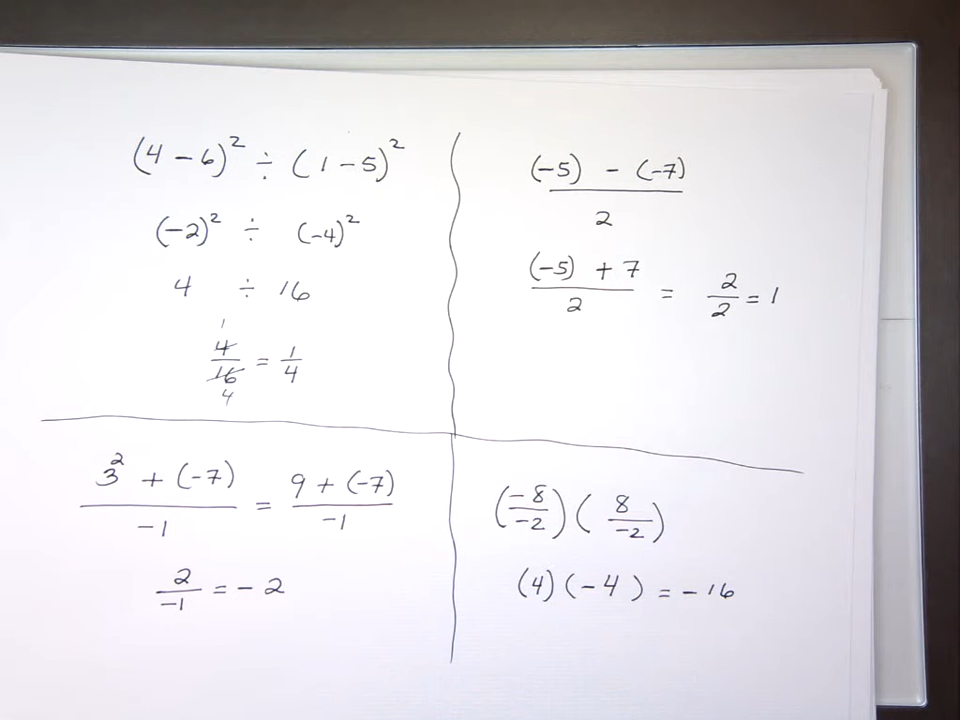 (4 - 6)² ÷ (1 - 5)²
(-2)² ÷ (-4)²
4 ÷ 16
1
4/16 = 1/4
4
(-5) - (-7)
2
(-5) + 7
2
= 2/2 = 1
3² + (-7) / -1 = 9 + (-7) / -1
2/-1 = -2
(-8/-2)(8/-2)
(4)(-4) = -16